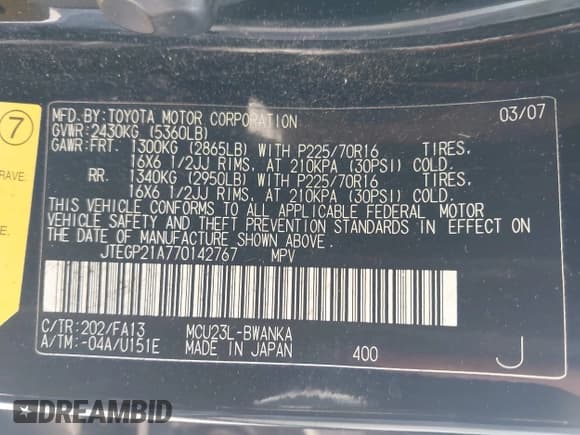 7
RAVE.
MFD.BY:TOYOTA MOTOR CORPORATION 03/07
GVWR:2430KG (5360LB)
GAWR:FRT. 1300KG (2865LB) WITH P225/70R16 TIRES,
16X6 1/2JJ RIMS, AT 210KPA (30PSI) COLD.
RR. 1340KG (2950LB) WITH P225/70R16 TIRES,
16X6 1/2JJ RIMS, AT 210KPA (30PSI) COLD.
THIS VEHICLE CONFORMS TO ALL APPLICABLE FEDERAL MOTOR
VEHICLE SAFETY AND THEFT PREVENTION STANDARDS IN EFFECT ON
THE DATE OF MANUFACTURE SHOWN ABOVE.
JTEGP21A770142767 MPV
C/TR:202/FA13 MCU23L-BWANKA
A/TM:-04A/U151E MADE IN JAPAN 400 J
DREAMBID